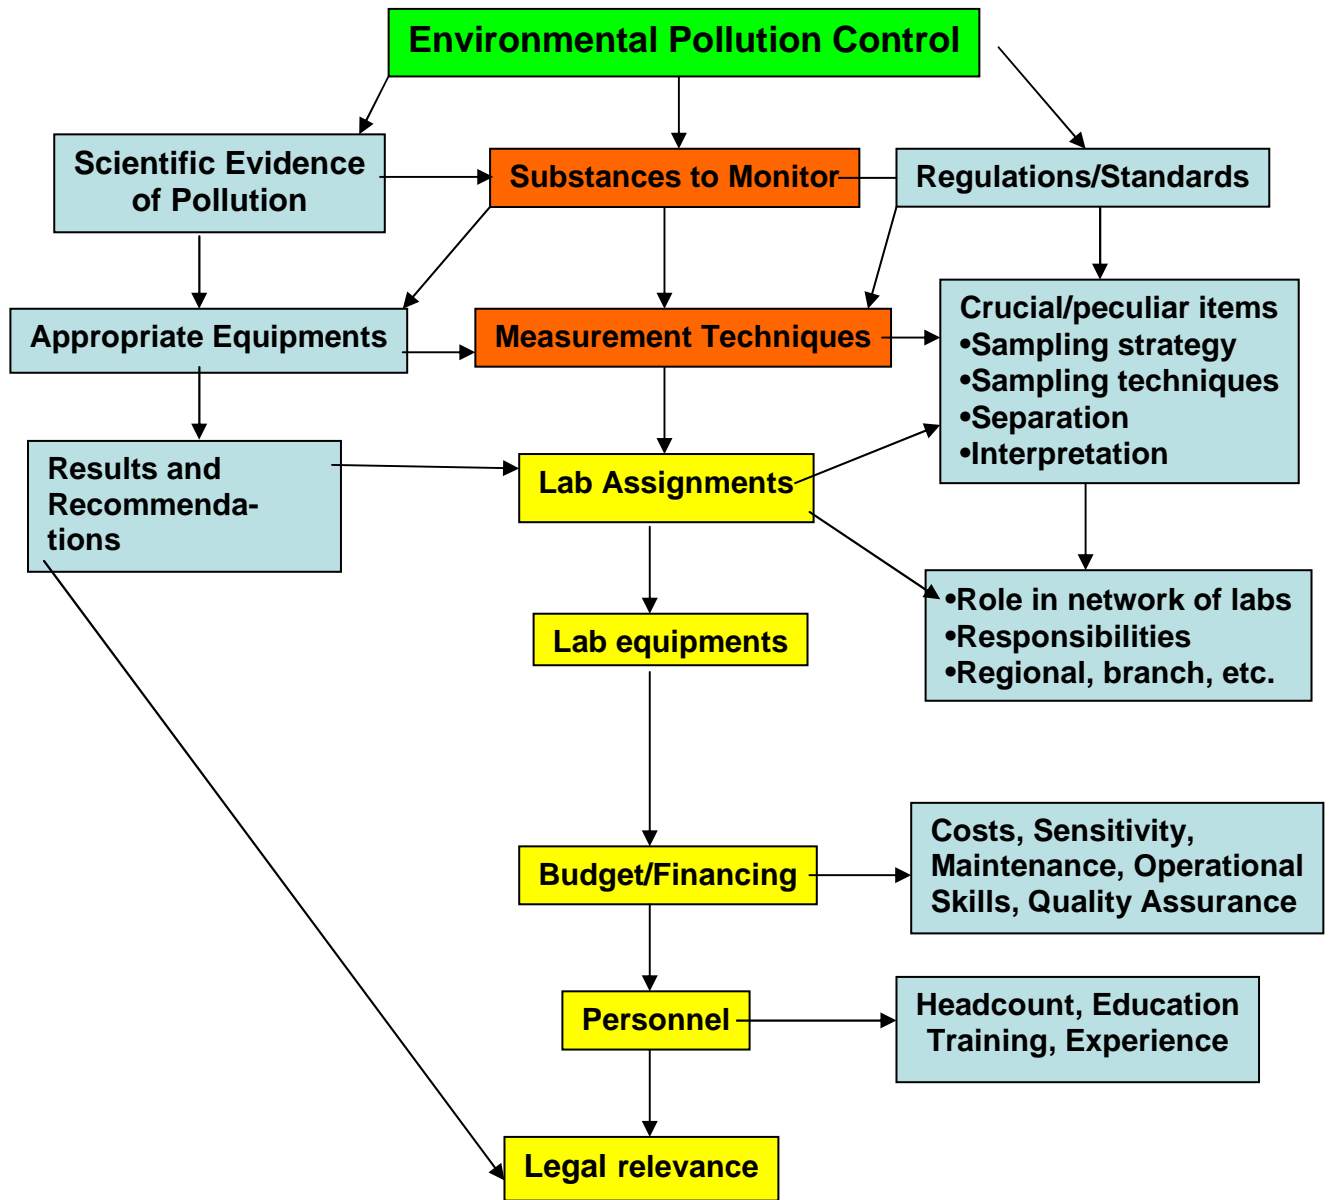 Environmental Pollution Control
Scientific Evidence
of Pollution
Substances to Monitor
Regulations/Standards
Appropriate Equipments
Measurement Techniques
Crucial/peculiar items
•Sampling strategy
•Sampling techniques
•Separation
•Interpretation
Results and
Recommenda-
tions
Lab Assignments
•Role in network of labs
•Responsibilities
•Regional, branch, etc.
Lab equipments
Budget/Financing
Costs, Sensitivity,
Maintenance, Operational
Skills, Quality Assurance
Personnel
Headcount, Education
Training, Experience
Legal relevance